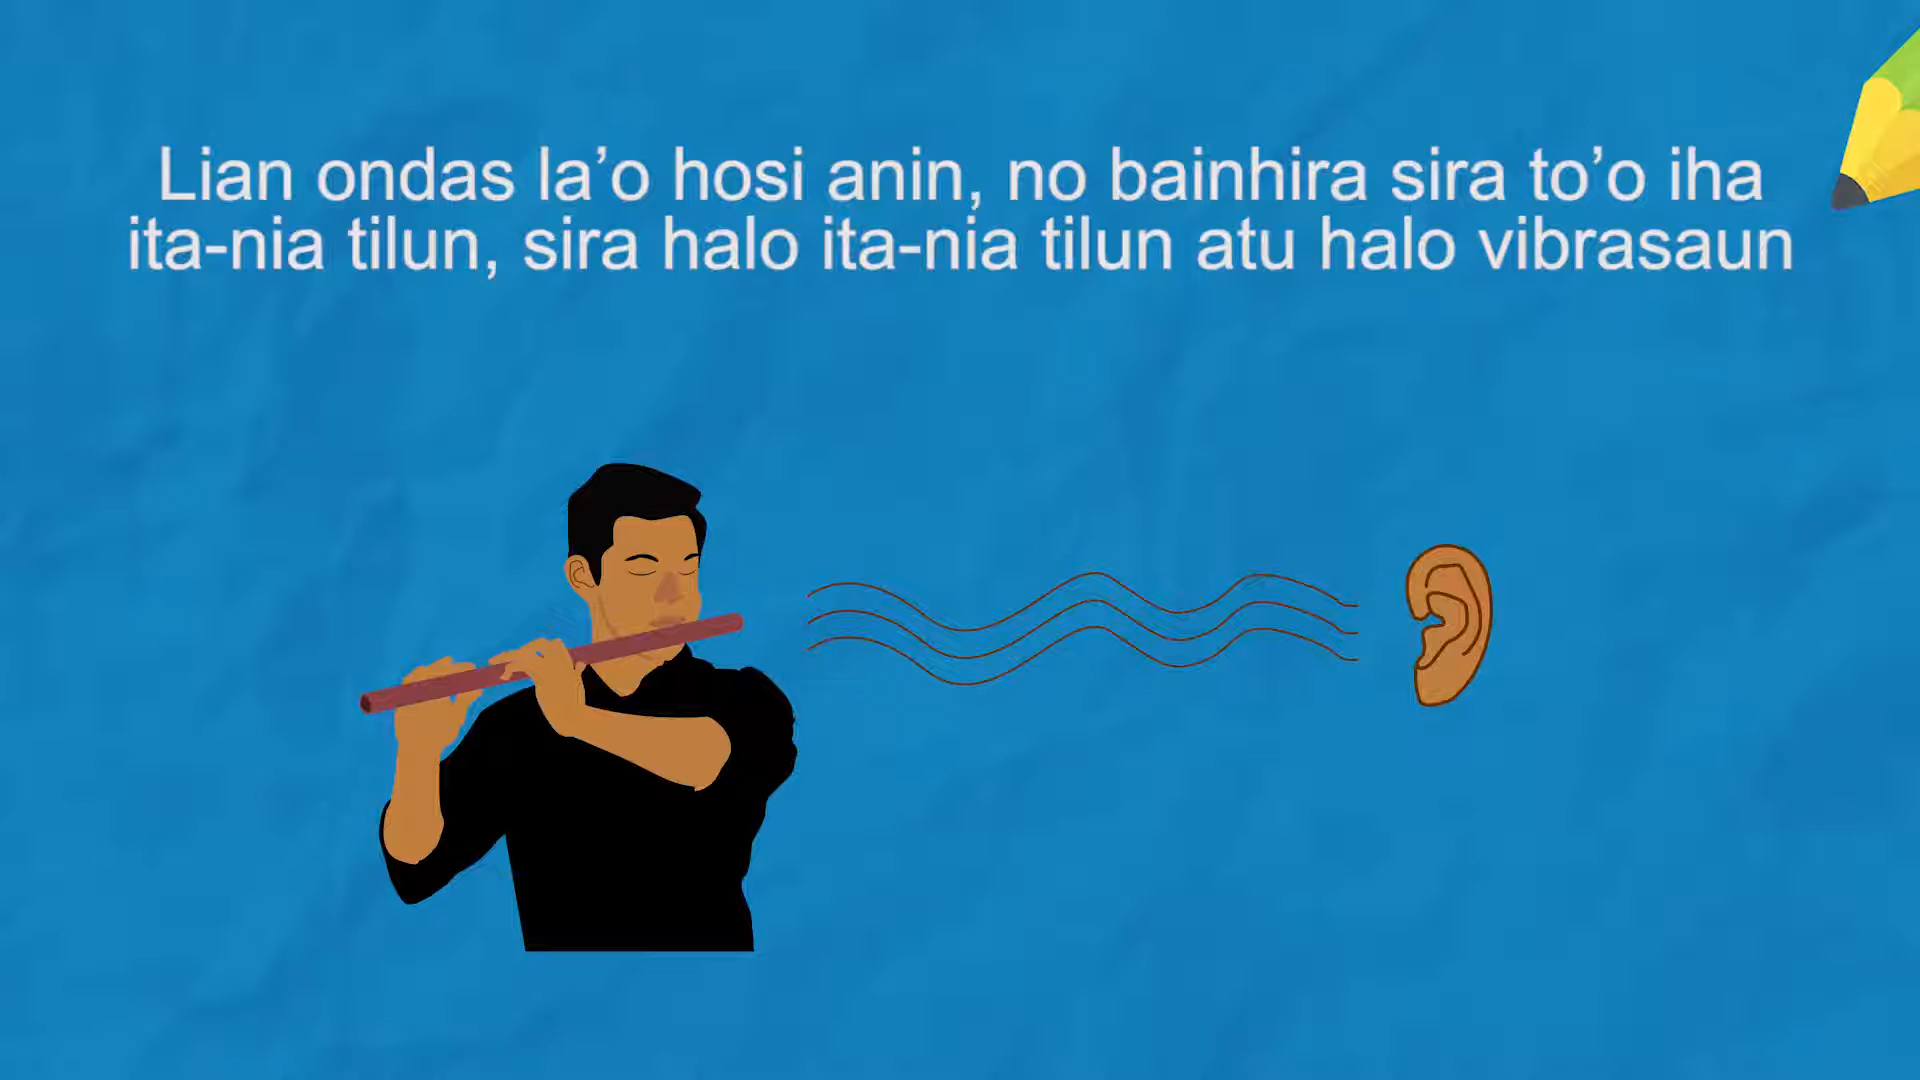 Lian ondas la’o hosi anin, no bainhira sira to’o iha
ita-nia tilun, sira halo ita-nia tilun atu halo vibrasaun